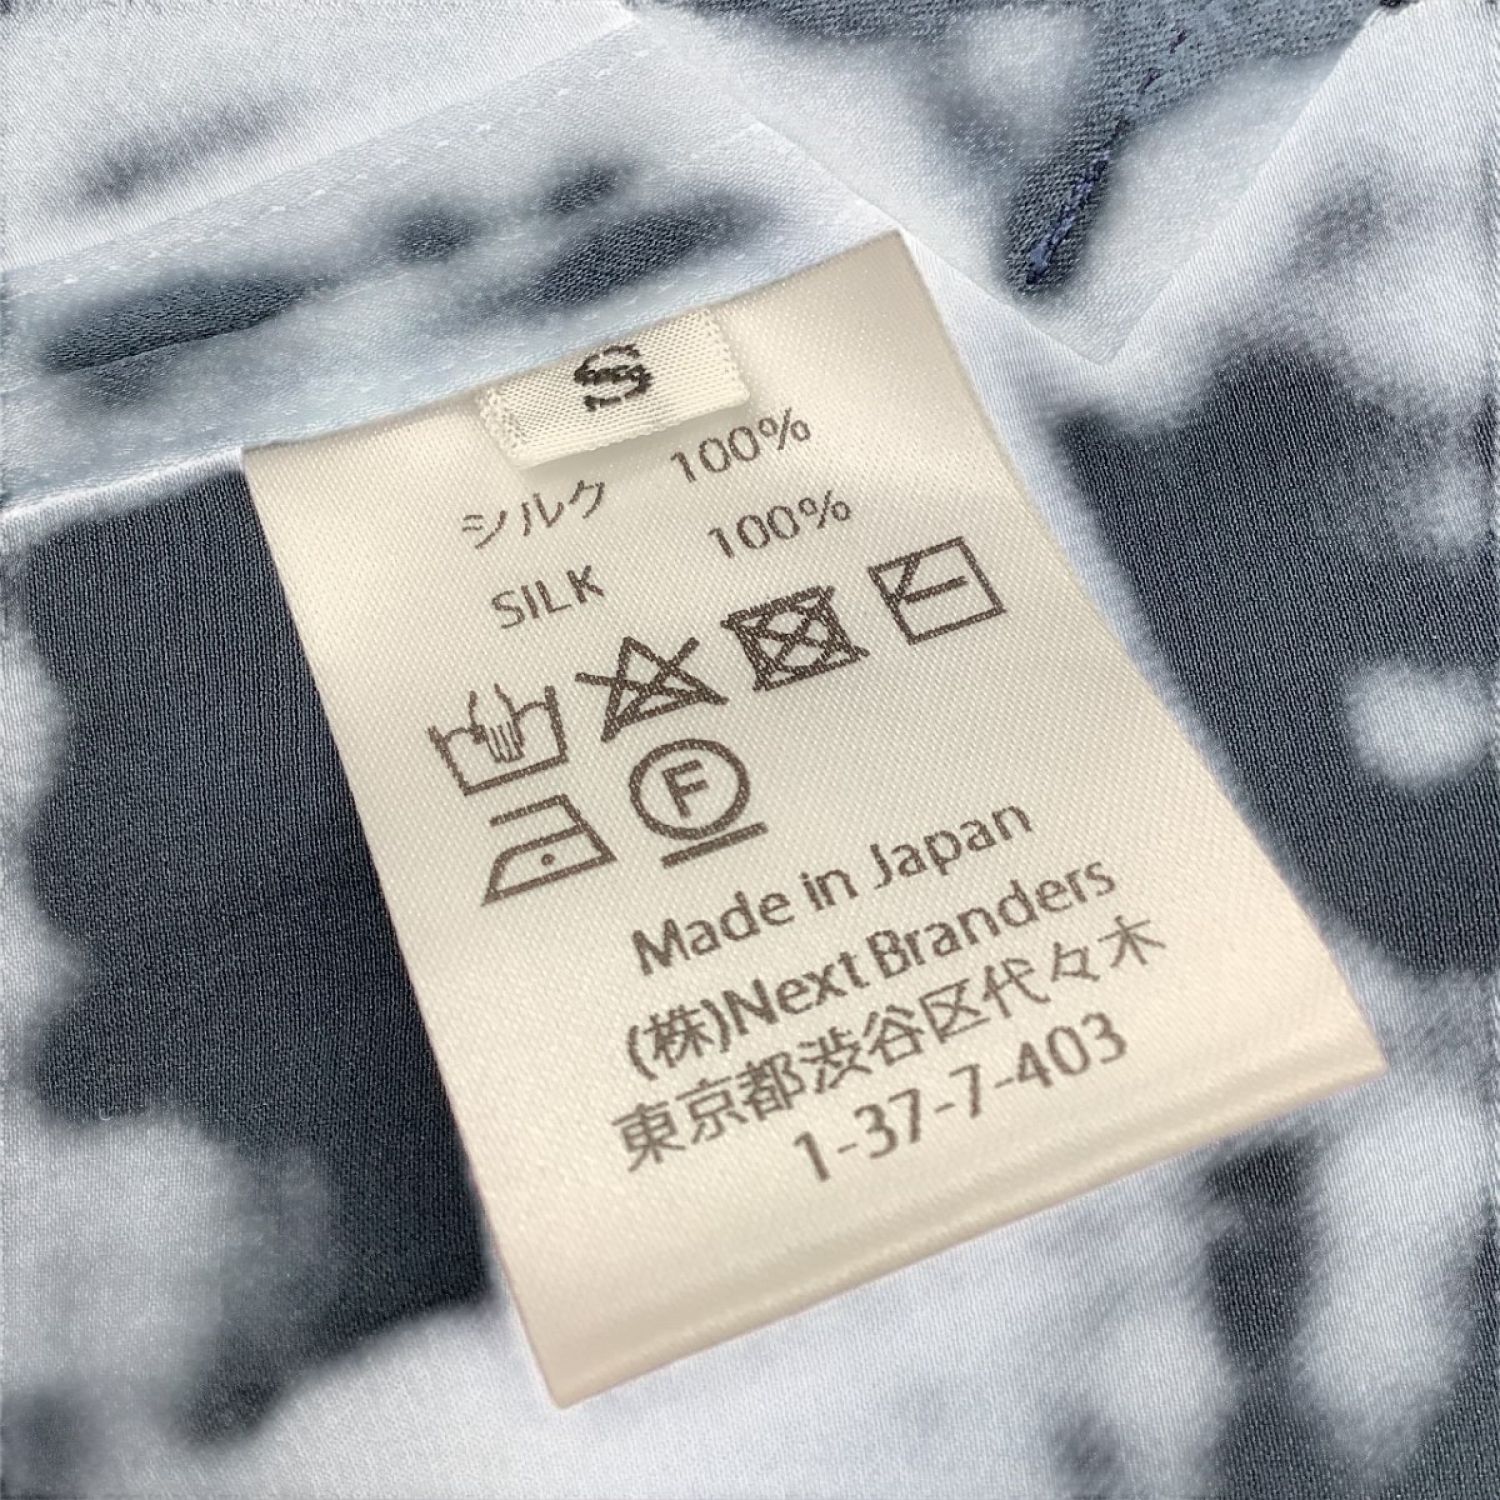 S
シルク 100%
SILK 100%
F
Made in Japan
(株)Next Branders
東京都渋谷区代々木
1-37-7-403